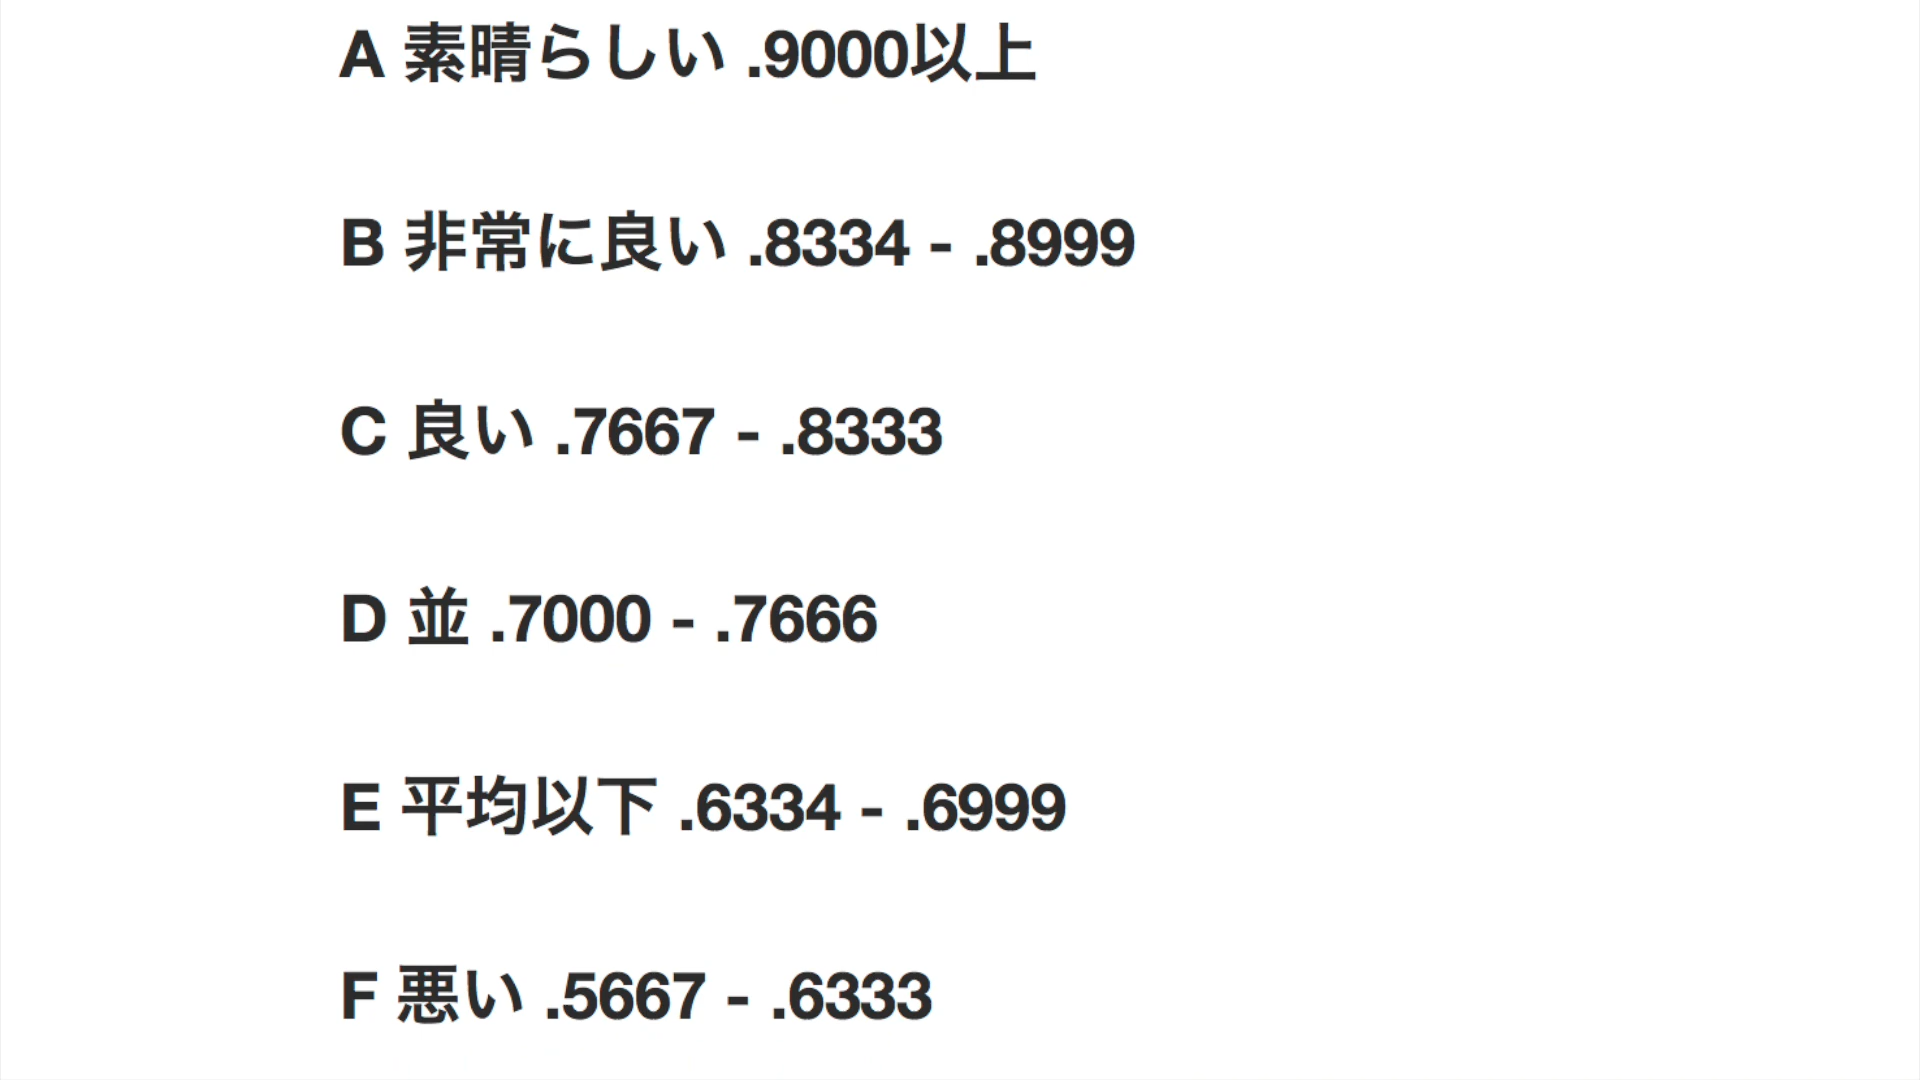 A 素晴らしい .9000以上
B 非常に良い .8334 - .8999
C 良い .7667 - .8333
D 並 .7000 - .7666
E 平均以下 .6334 - .6999
F 悪い .5667 - .6333